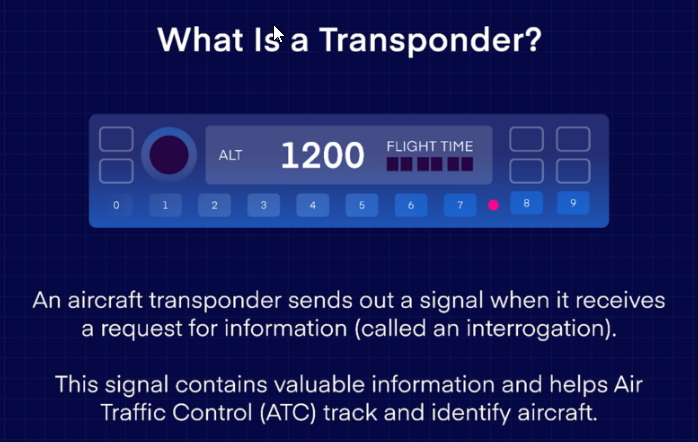 What Is a Transponder?
ALT
1200
FLIGHT TIME
0 1 2 3 4 5 6 7 8 9
An aircraft transponder sends out a signal when it receives
a request for information (called an interrogation).
This signal contains valuable information and helps Air
Traffic Control (ATC) track and identify aircraft.